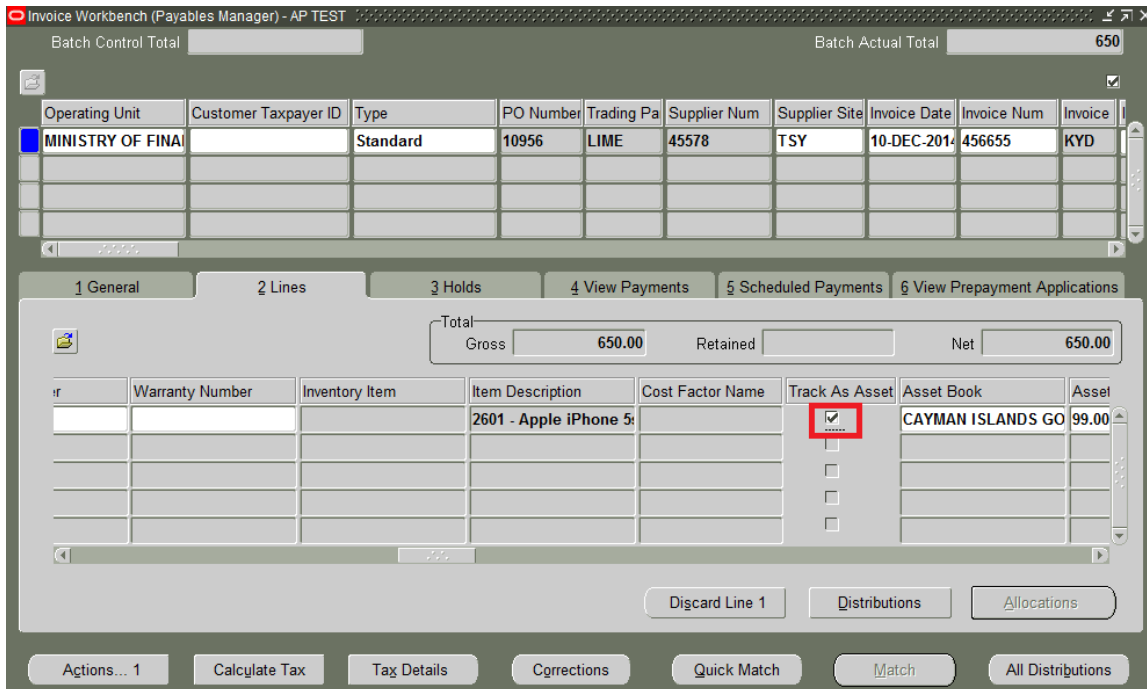 Invoice Workbench (Payables Manager) - AP TEST
Batch Control Total Batch Actual Total 650
Operating Unit Customer Taxpayer ID Type PO Number Trading Pa Supplier Num Supplier Site Invoice Date Invoice Num Invoice
MINISTRY OF FINA Standard 10956 LIME 45578 TSY 10-DEC-2014 456655 KYD
1 General 2 Lines 3 Holds 4 View Payments 5 Scheduled Payments 6 View Prepayment Applications
Total
Gross 650.00 Retained Net 650.00
er Warranty Number Inventory Item Item Description Cost Factor Name Track As Asset Asset Book Asset
2601 - Apple iPhone 5s CAYMAN ISLANDS GO 99.00
Discard Line 1 Distributions Allocations
Actions... 1 Calculate Tax Tax Details Corrections Quick Match Match All Distributions